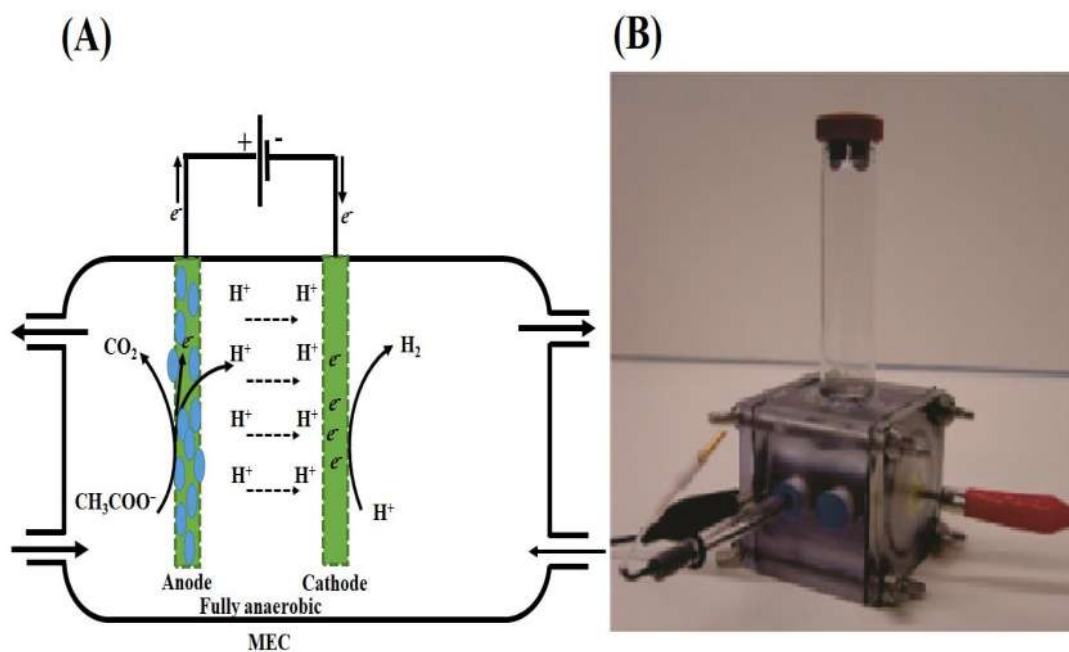 (A)
(B)
+ -
e⁻ e⁻
H⁺ H⁺
CO₂ e⁻ H⁺ H⁺ e⁻ H₂
e⁻
H⁺ H⁺ e⁻
e⁻
H⁺ H⁺
CH₃COO⁻ H⁺
Anode Cathode
Fully anaerobic
MEC